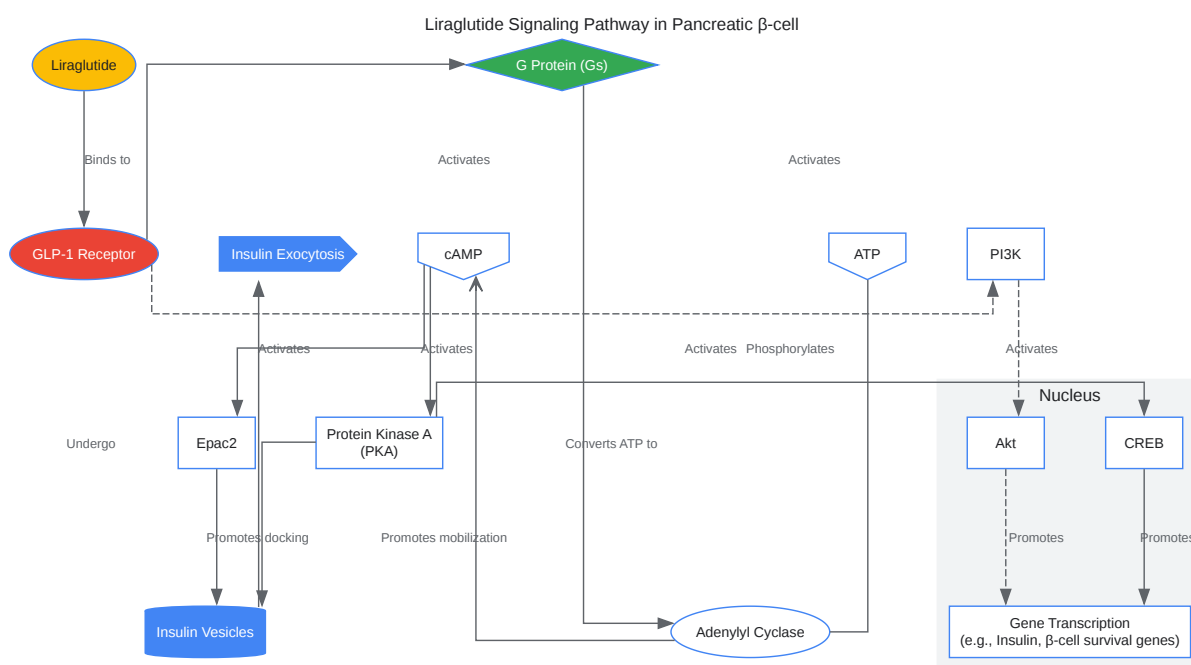 Liraglutide Signaling Pathway in Pancreatic β-cell
Liraglutide
G Protein (Gs)
Binds to
Activates
Activates
GLP-1 Receptor
Insulin Exocytosis
cAMP
ATP
PI3K
Activates
Activates
Activates
Phosphorylates
Activates
Nucleus
Undergo
Epac2
Protein Kinase A
(PKA)
Converts ATP to
Akt
CREB
Promotes docking
Promotes mobilization
Promotes
Promotes
Insulin Vesicles
Adenylyl Cyclase
Gene Transcription
(e.g., Insulin, β-cell survival genes)